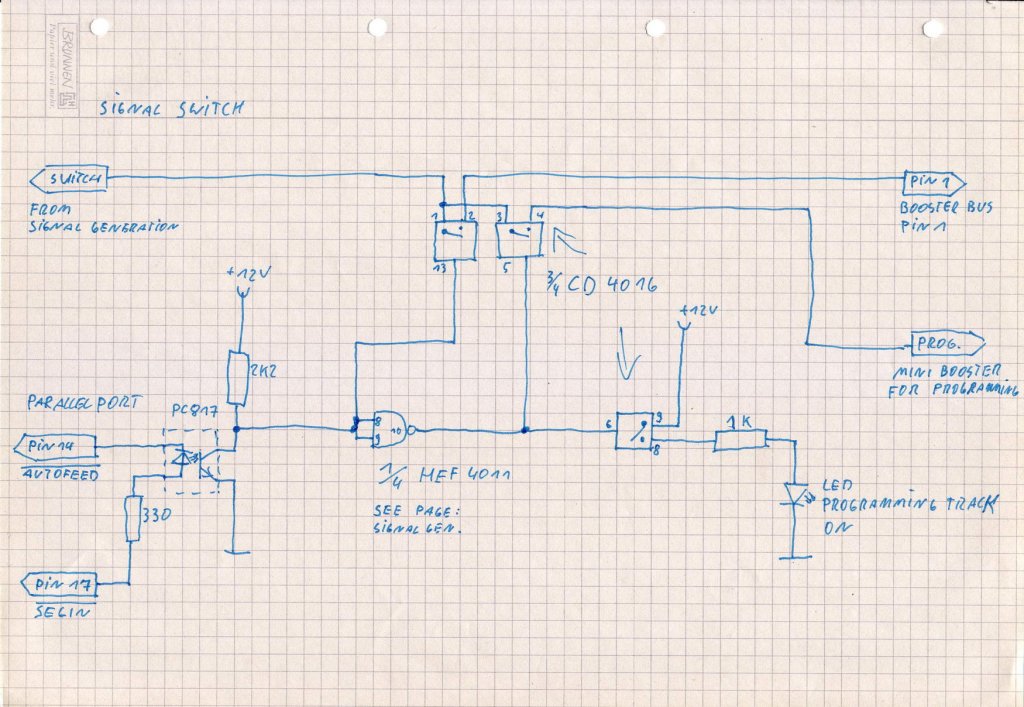 BRUNNEN
Papier und viel mehr.
SIGNAL SWITCH
SWITCH
FROM
SIGNAL GENERATION
1
2
13
3
4
5
3/4 CD 4016
PIN 1
BOOSTER BUS
PIN 1
+12V
2K2
+12V
PROG.
MINI BOOSTER
FOR PROGRAMMING
PARALLELPORT
PC817
PIN 14
AUTOFEED
330
PIN 17
SELIN
8
9
10
1/4 HEF 4011
SEE PAGE:
SIGNAL GEN.
6
9
8
1K
LED
PROGRAMMING TRACK
ON